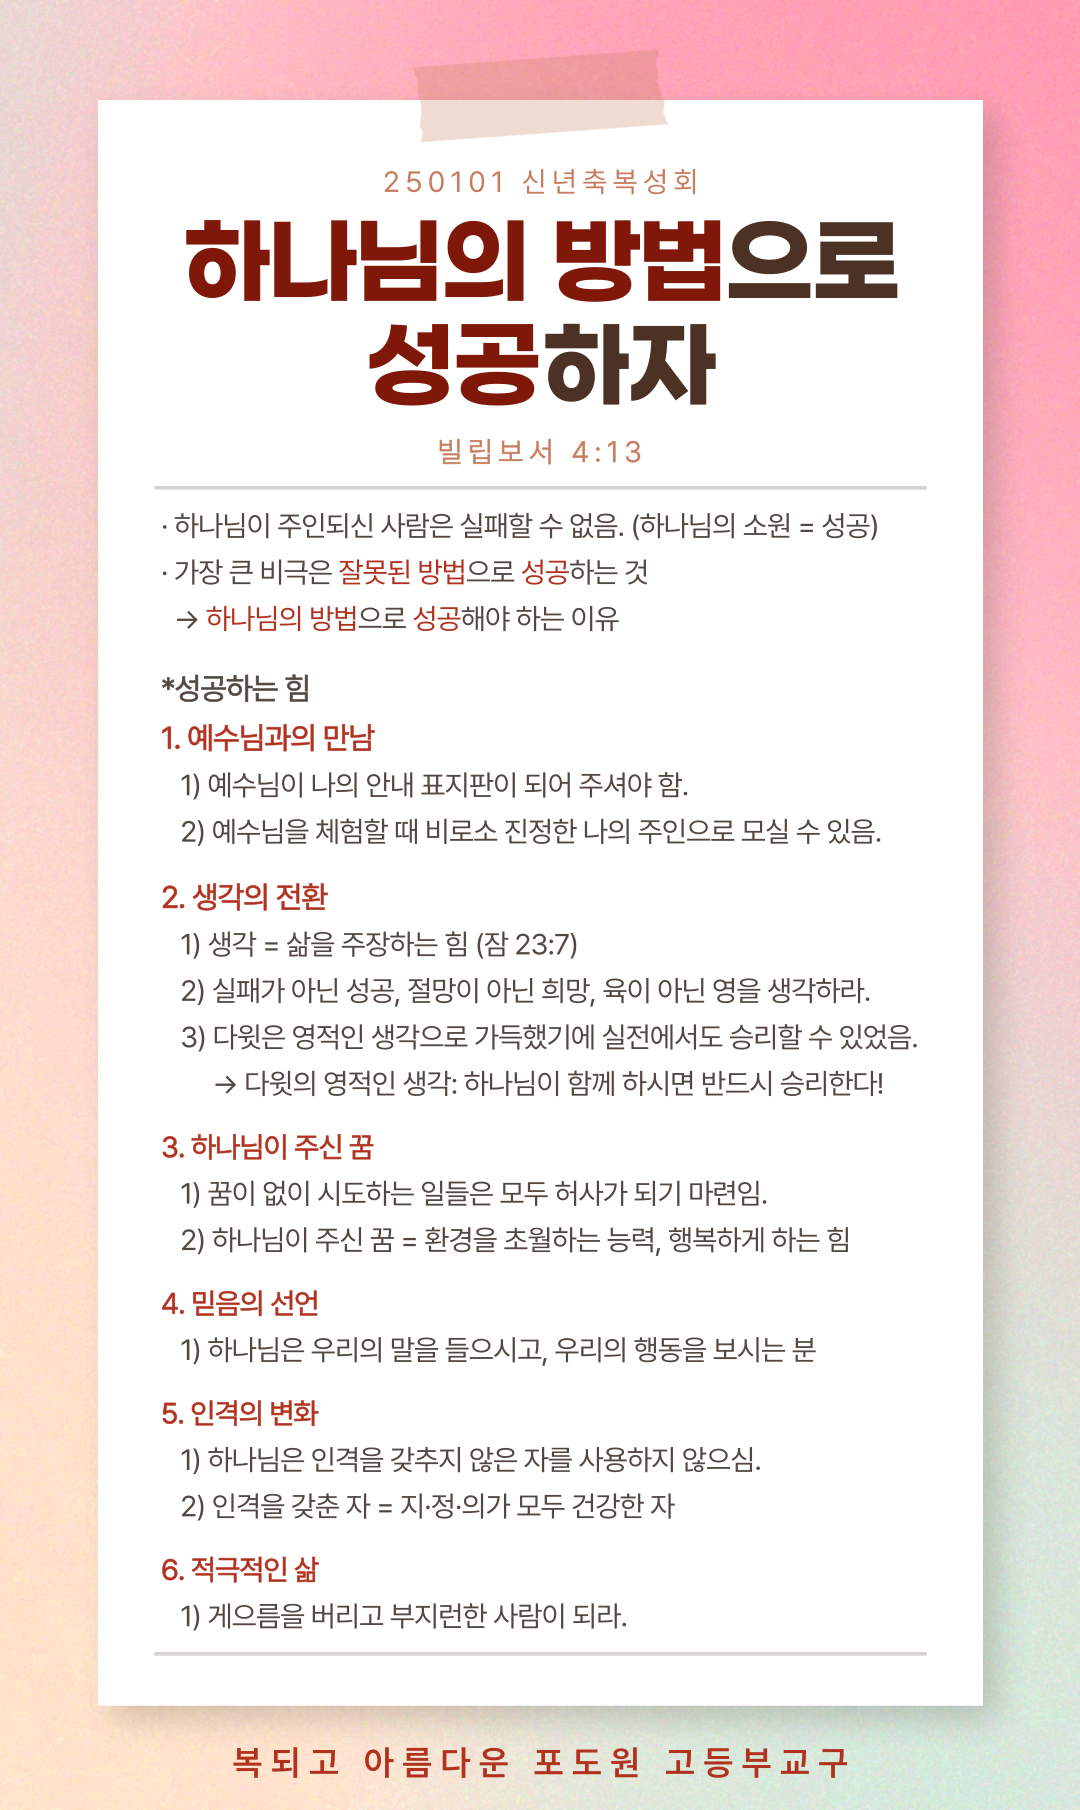 250101 신년축복성회
하나님의 방법으로
성공하자
빌립보서 4:13
· 하나님이 주인되신 사람은 실패할 수 없음. (하나님의 소원 = 성공)
· 가장 큰 비극은 잘못된 방법으로 성공하는 것
→ 하나님의 방법으로 성공해야 하는 이유
*성공하는 힘
1. 예수님과의 만남
1) 예수님이 나의 안내 표지판이 되어 주셔야 함.
2) 예수님을 체험할 때 비로소 진정한 나의 주인으로 모실 수 있음.
2. 생각의 전환
1) 생각 = 삶을 주장하는 힘 (잠 23:7)
2) 실패가 아닌 성공, 절망이 아닌 희망, 육이 아닌 영을 생각하라.
3) 다윗은 영적인 생각으로 가득했기에 실전에서도 승리할 수 있었음.
→ 다윗의 영적인 생각: 하나님이 함께 하시면 반드시 승리한다!
3. 하나님이 주신 꿈
1) 꿈이 없이 시도하는 일들은 모두 허사가 되기 마련임.
2) 하나님이 주신 꿈 = 환경을 초월하는 능력, 행복하게 하는 힘
4. 믿음의 선언
1) 하나님은 우리의 말을 들으시고, 우리의 행동을 보시는 분
5. 인격의 변화
1) 하나님은 인격을 갖추지 않은 자를 사용하지 않으심.
2) 인격을 갖춘 자 = 지·정·의가 모두 건강한 자
6. 적극적인 삶
1) 게으름을 버리고 부지런한 사람이 되라.
복되고 아름다운 포도원 고등부교구